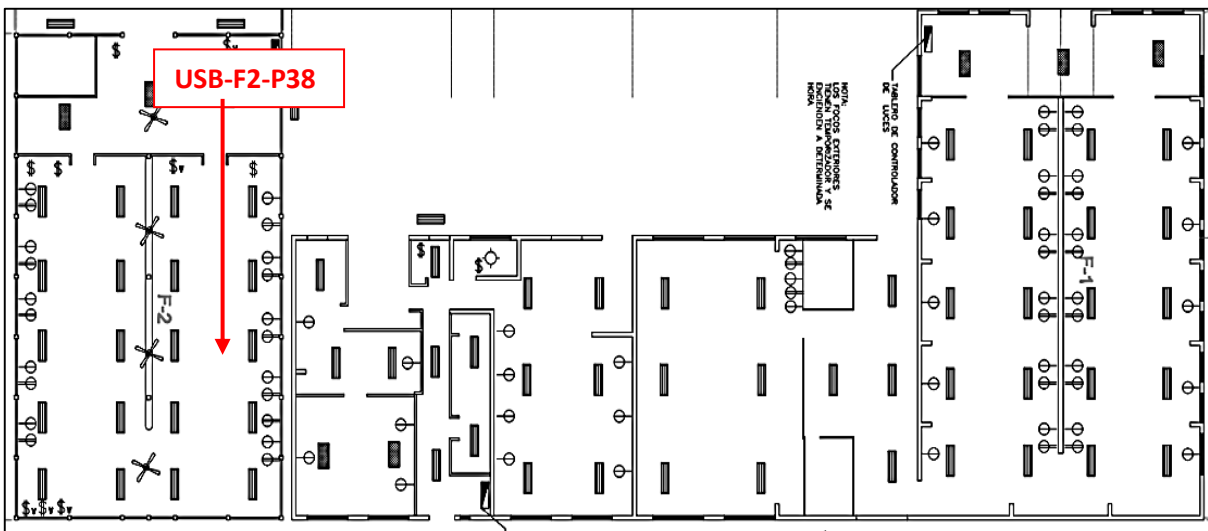 USB-F2-P38
TABLERO DE CONTROLADOR
DE LUCES
NOTA:
LOS FOCOS EXTERIORES
TIENEN TEMPORIZADOR Y SE
ENCIENDEN A DETERMINADA
HORA
F-2
F-1